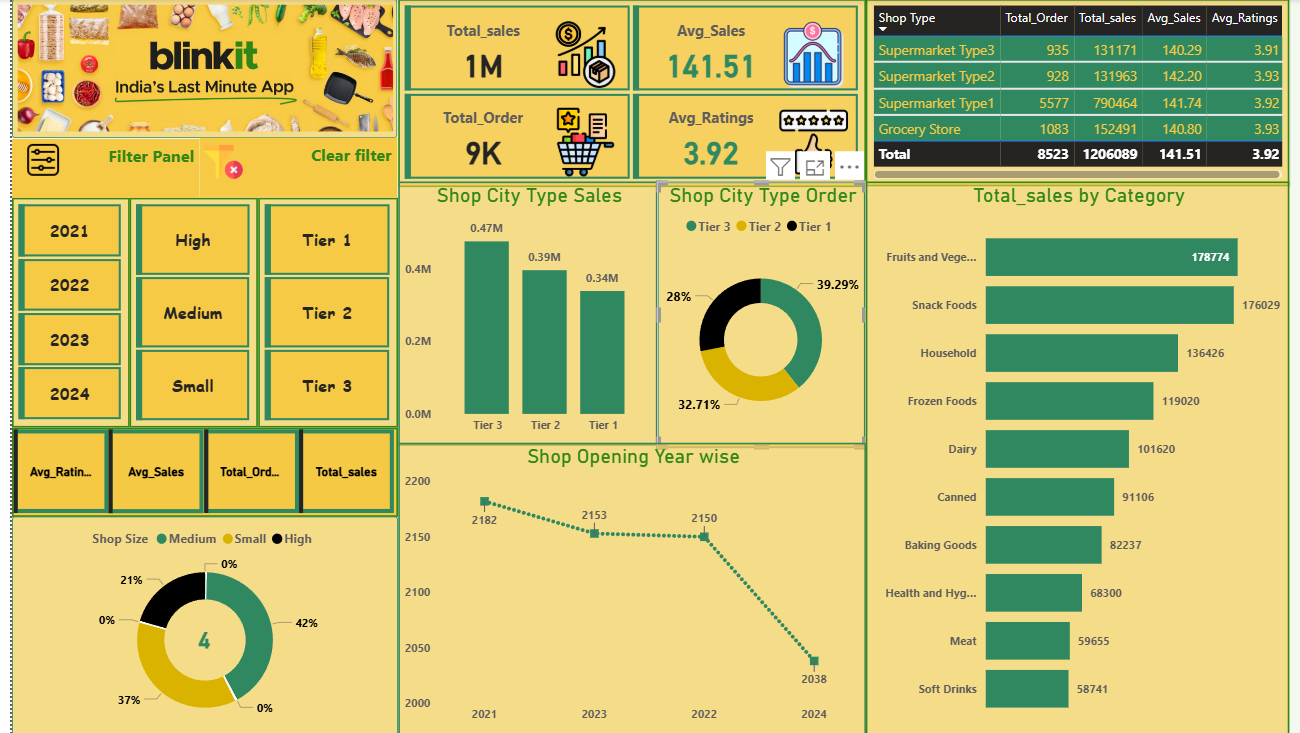 blinkit
India's Last Minute App
Filter Panel
Clear filter
2021
2022
2023
2024
High
Medium
Small
Tier 1
Tier 2
Tier 3
Avg_Ratin...
Avg_Sales
Total_Ord...
Total_sales
Shop Size Medium Small High
0%
21%
0%
42%
4
37%
0%
Total_sales
1M
Avg_Sales
141.51
Total_Order
9K
Avg_Ratings
3.92
Shop City Type Sales
0.47M
0.39M
0.34M
0.4M
0.2M
0.0M
Tier 3 Tier 2 Tier 1
Shop City Type Order
Tier 3 Tier 2 Tier 1
39.29%
28%
32.71%
Shop Opening Year wise
2200
2150
2100
2050
2000
2182
2153
2150
2038
2021 2023 2022 2024
Shop Type Total_Order Total_sales Avg_Sales Avg_Ratings
Supermarket Type3 935 131171 140.29 3.91
Supermarket Type2 928 131963 142.20 3.93
Supermarket Type1 5577 790464 141.74 3.92
Grocery Store 1083 152491 140.80 3.93
Total 8523 1206089 141.51 3.92
Total_sales by Category
Fruits and Vege... 178774
Snack Foods 176029
Household 136426
Frozen Foods 119020
Dairy 101620
Canned 91106
Baking Goods 82237
Health and Hyg... 68300
Meat 59655
Soft Drinks 58741